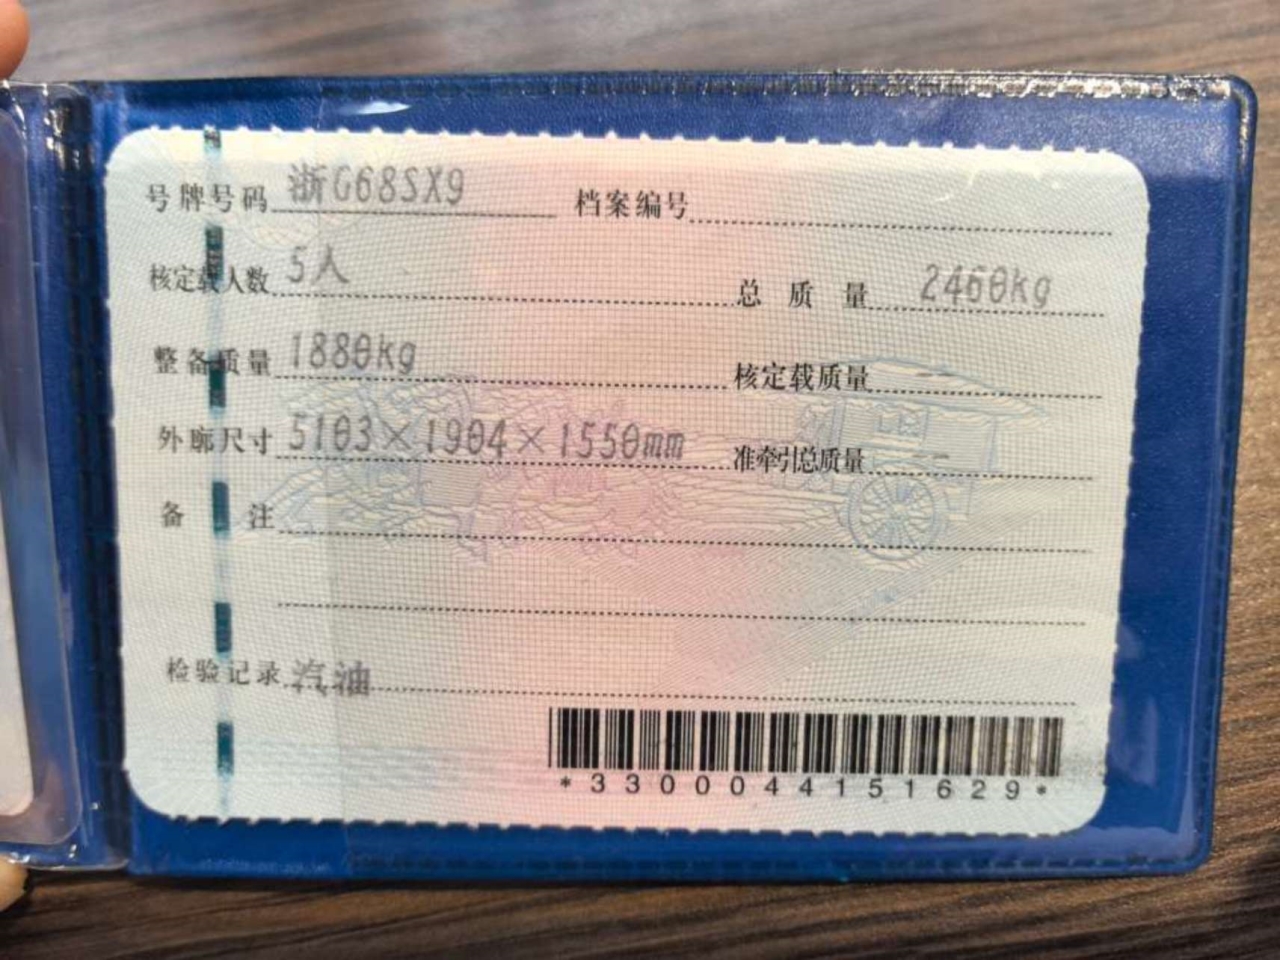 号牌号码 浙G68SX9 档案编号
核定载人数 5人 总质量 2460kg
整备质量 1880kg 核定载质量 --
外廓尺寸 5103×1904×1550mm 准牵引总质量 --
备注
检验记录 汽油
*3300044151629*